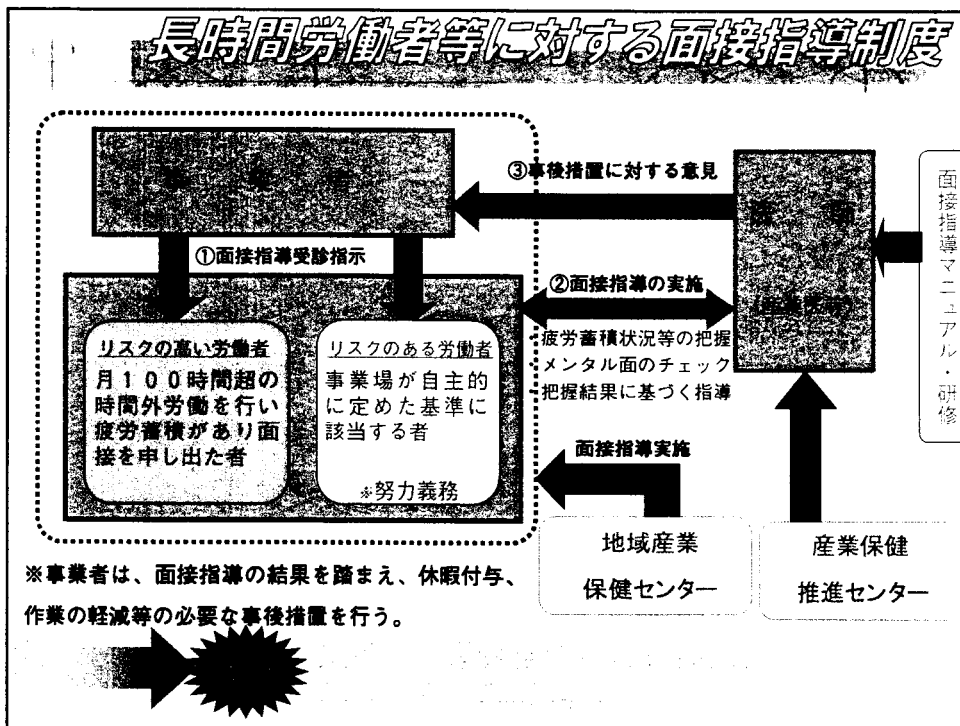 長時間労働者等に対する面接指導制度
③事後措置に対する意見
①面接指導受診指示
②面接指導の実施
疲労蓄積状況等の把握
メンタル面のチェック
把握結果に基づく指導
リスクの高い労働者
月１００時間超の
時間外労働を行い
疲労蓄積があり面
接を申し出た者
リスクのある労働者
事業場が自主的
に定めた基準に
該当する者
※努力義務
面接指導マニュアル・研修
面接指導実施
地域産業
保健センター
産業保健
推進センター
※事業者は、面接指導の結果を踏まえ、休暇付与、
作業の軽減等の必要な事後措置を行う。